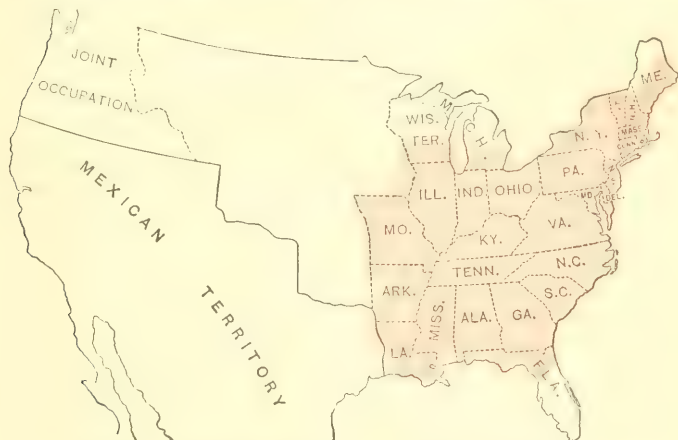 JOINT
OCCUPATION
MEXICAN
TERRITORY
WIS.
TER.
MICH.
ME.
N.H.
MASS.
CONN.
N.Y.
PA.
MD.
DEL.
ILL.
IND
OHIO
MO.
KY.
VA.
TENN.
N.C.
ARK.
S.C.
MISS.
ALA.
GA.
LA.
FLA.